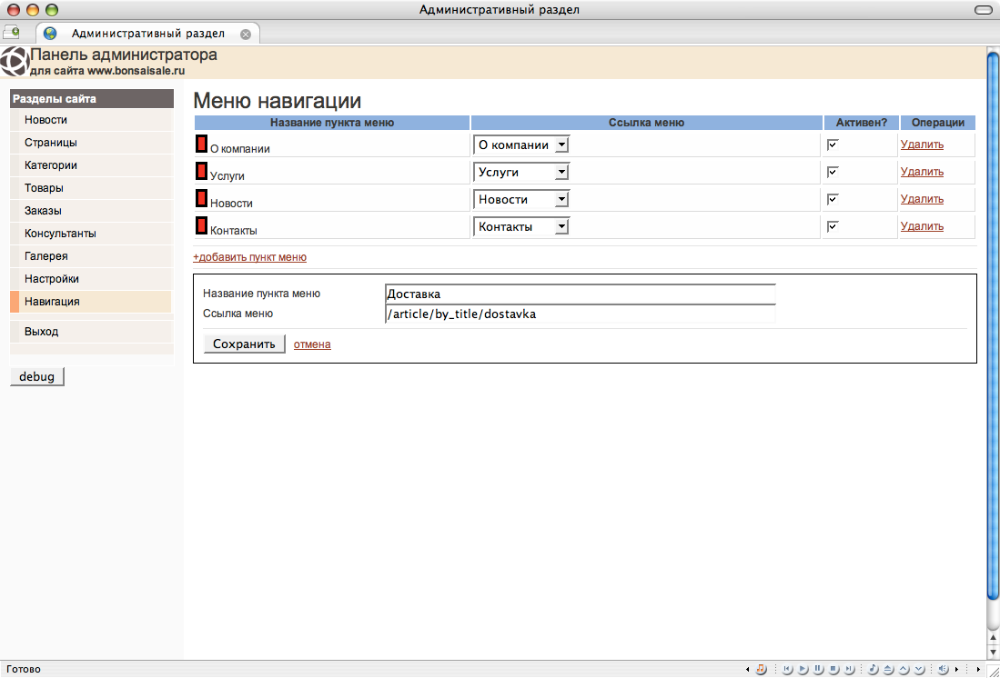 Административный раздел
Административный раздел
Панель администратора
для сайта www.bonsaisale.ru
Разделы сайта
Новости
Страницы
Категории
Товары
Заказы
Консультанты
Галерея
Настройки
Навигация
Выход
debug
Меню навигации
Название пункта меню Ссылка меню Активен? Операции
О компании О компании Удалить
Услуги Услуги Удалить
Новости Новости Удалить
Контакты Контакты Удалить
+добавить пункт меню
Название пункта меню Доставка
Ссылка меню /article/by_title/dostavka
Сохранить отмена
Готово